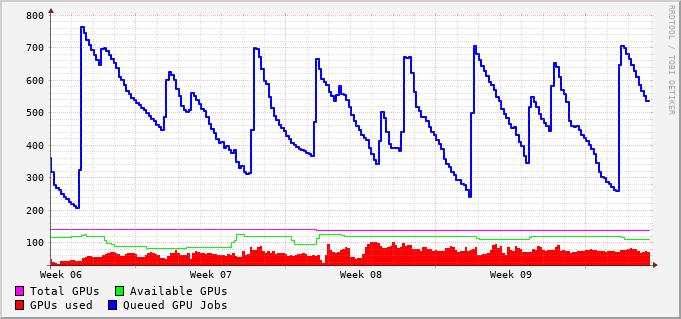 800
700
600
500
400
300
200
100
Week 06 Week 07 Week 08 Week 09
Total GPUs Available GPUs
GPUs used Queued GPU Jobs
RRDTOOL / TOBI OETIKER